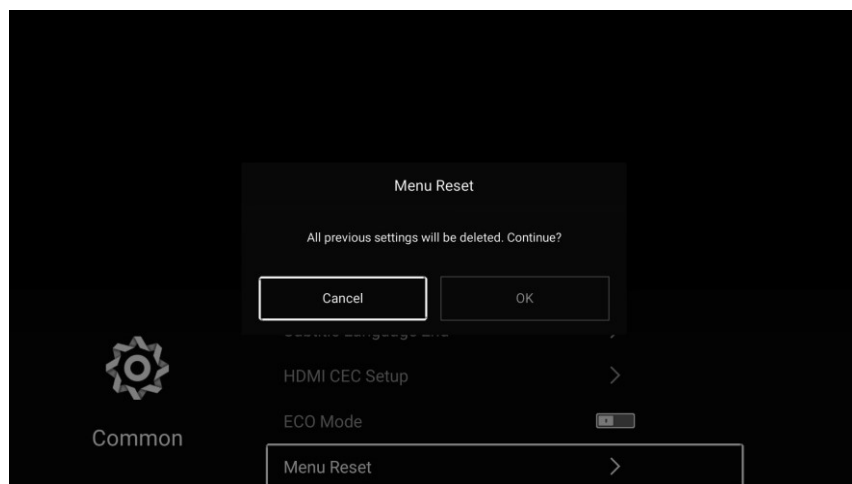 Menu Reset
All previous settings will be deleted. Continue?
Cancel
OK
HDMI CEC Setup
ECO Mode
Common
Menu Reset